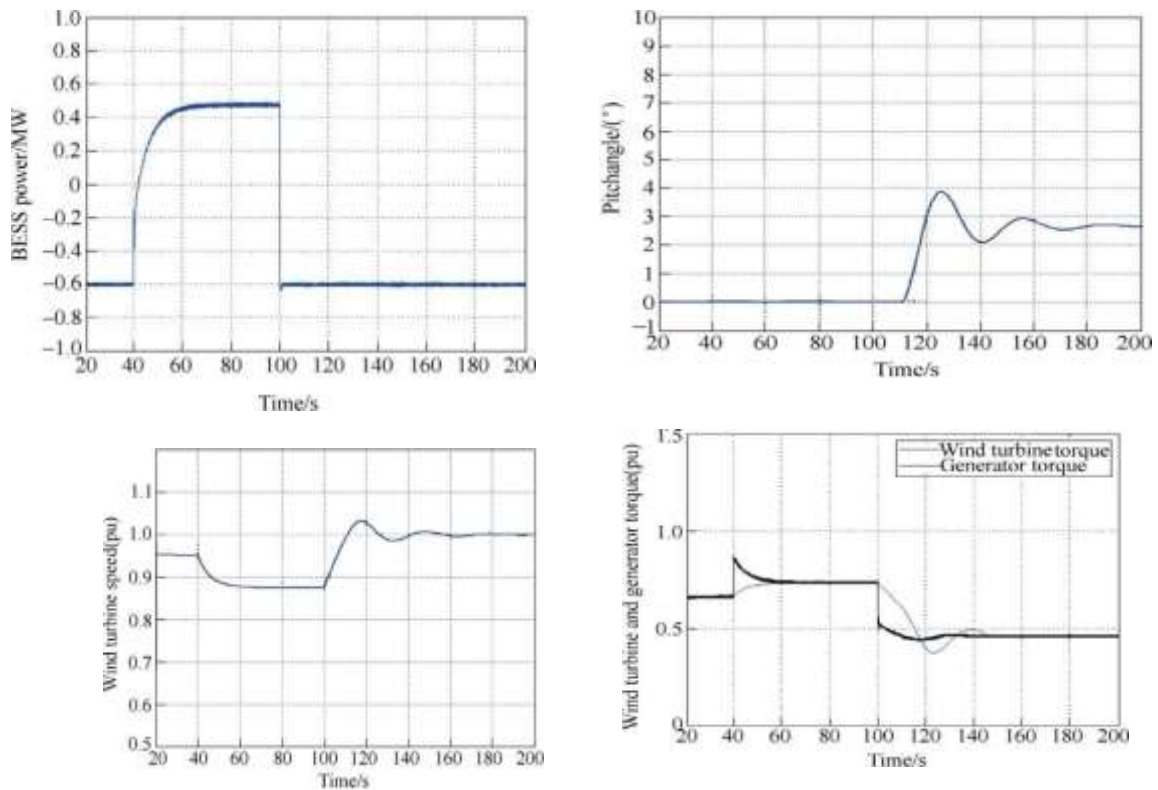 1.0
0.8
0.6
0.4
0.2
0
−0.2
−0.4
−0.6
−0.8
−1.0
BESS power/MW
20 40 60 80 100 120 140 160 180 200
Time/s
10
9
8
7
6
5
4
3
2
1
0
−1
Pitchangle/(°)
20 40 60 80 100 120 140 160 180 200
Time/s
1.1
1.0
0.9
0.8
0.7
0.6
0.5
Wind turbine speed(pu)
20 40 60 80 100 120 140 160 180 200
Time/s
1.5
1.0
0.5
0
Wind turbine and generator torque(pu)
Wind turbine torque
Generator torque
20 40 60 80 100 120 140 160 180 200
Time/s